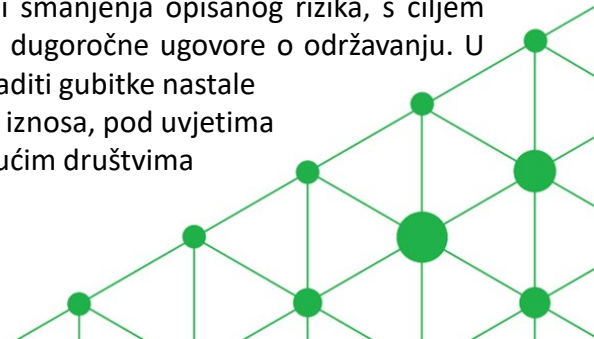 i smanjenja opisanog rizika, s ciljem
dugoročne ugovore o održavanju. U
aditi gubitke nastale
iznosa, pod uvjetima
ućim društvima